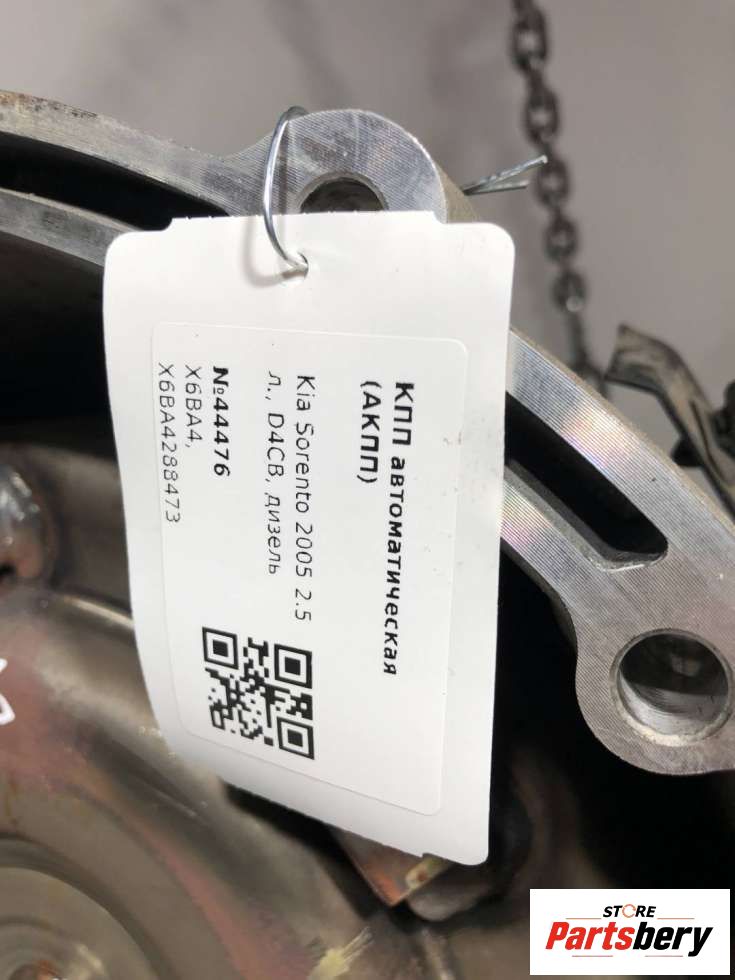 КПП автоматическая
(АКПП)
Kia Sorento 2005 2.5
л., D4CB, дизель
№44476
X6BA4,
X6BA4288473
STORE
Partsbery